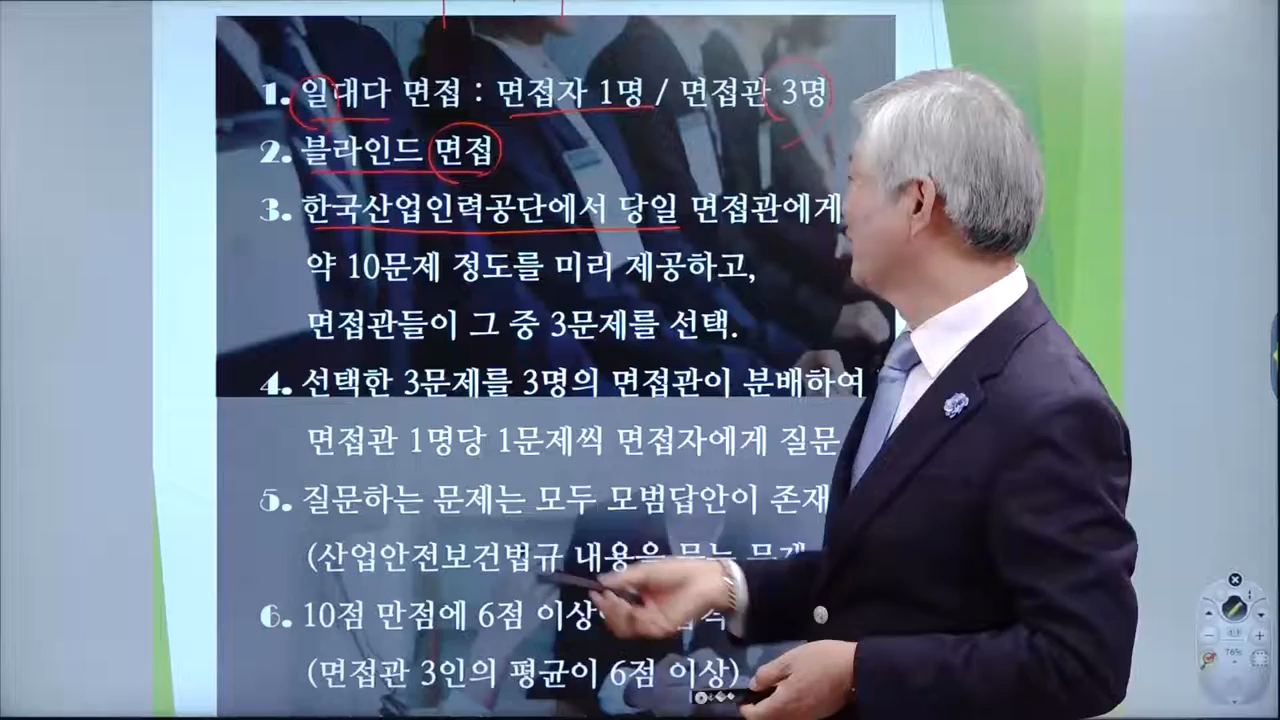 1. 일대다 면접 : 면접자 1명 / 면접관 3명
2. 블라인드 면접
3. 한국산업인력공단에서 당일 면접관에게
약 10문제 정도를 미리 제공하고,
면접관들이 그 중 3문제를 선택.
4. 선택한 3문제를 3명의 면접관이 분배하여
면접관 1명당 1문제씩 면접자에게 질문
5. 질문하는 문제는 모두 모범답안이 존재
(산업안전보건법규 내용을 묻는 문제
6. 10점 만점에 6점 이상
(면접관 3인의 평균이 6점 이상)
76%